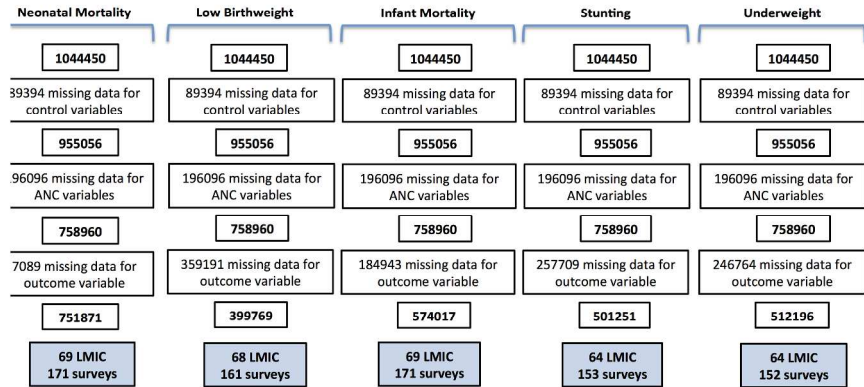 Neonatal Mortality
Low Birthweight
Infant Mortality
Stunting
Underweight
1044450
1044450
1044450
1044450
1044450
89394 missing data for
control variables
89394 missing data for
control variables
89394 missing data for
control variables
89394 missing data for
control variables
89394 missing data for
control variables
955056
955056
955056
955056
955056
196096 missing data for
ANC variables
196096 missing data for
ANC variables
196096 missing data for
ANC variables
196096 missing data for
ANC variables
196096 missing data for
ANC variables
758960
758960
758960
758960
758960
7089 missing data for
outcome variable
359191 missing data for
outcome variable
184943 missing data for
outcome variable
257709 missing data for
outcome variable
246764 missing data for
outcome variable
751871
399769
574017
501251
512196
69 LMIC
171 surveys
68 LMIC
161 surveys
69 LMIC
171 surveys
64 LMIC
153 surveys
64 LMIC
152 surveys